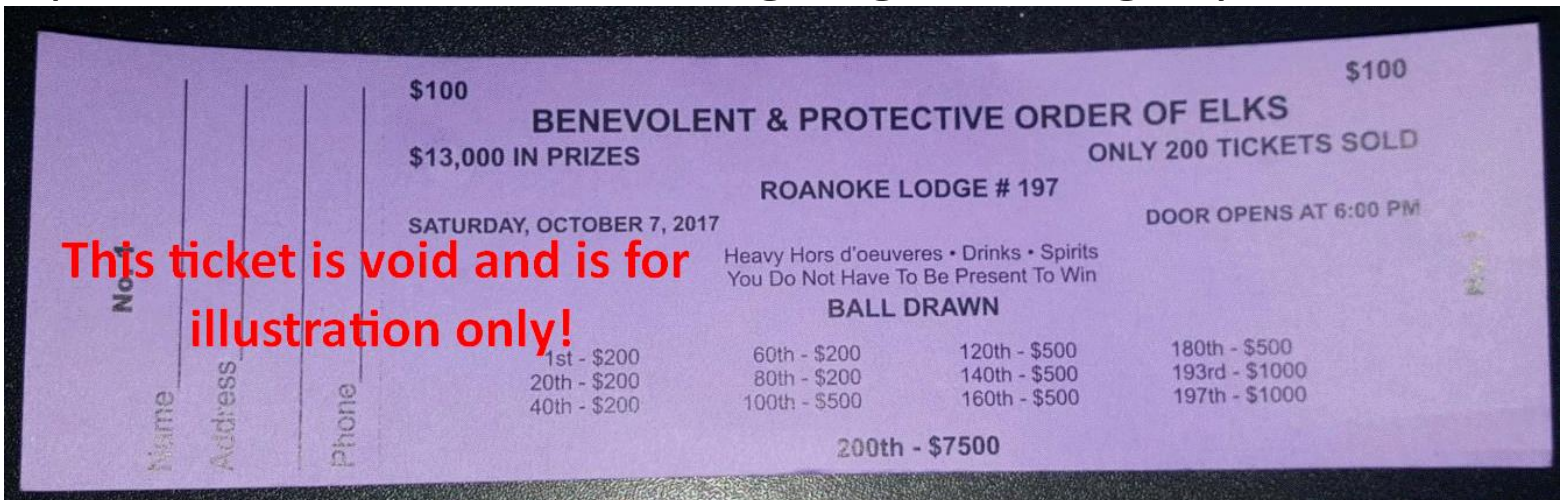 $100
$100
BENEVOLENT & PROTECTIVE ORDER OF ELKS
$13,000 IN PRIZES
ONLY 200 TICKETS SOLD
ROANOKE LODGE # 197
SATURDAY, OCTOBER 7, 2017
DOOR OPENS AT 6:00 PM
Heavy Hors d'oeuveres • Drinks • Spirits
You Do Not Have To Be Present To Win
BALL DRAWN
1st - $200
20th - $200
40th - $200
60th - $200
80th - $200
100th - $500
120th - $500
140th - $500
160th - $500
180th - $500
193rd - $1000
197th - $1000
200th - $7500
This ticket is void and is for
illustration only!
No. 1
Name
Address
Phone
No. 1